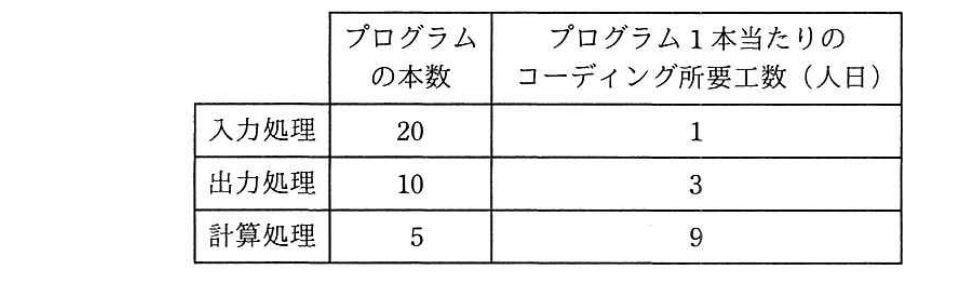 プログラム
の本数
プログラム1本当たりの
コーディング所要工数（人日）
入力処理 20 1
出力処理 10 3
計算処理 5 9